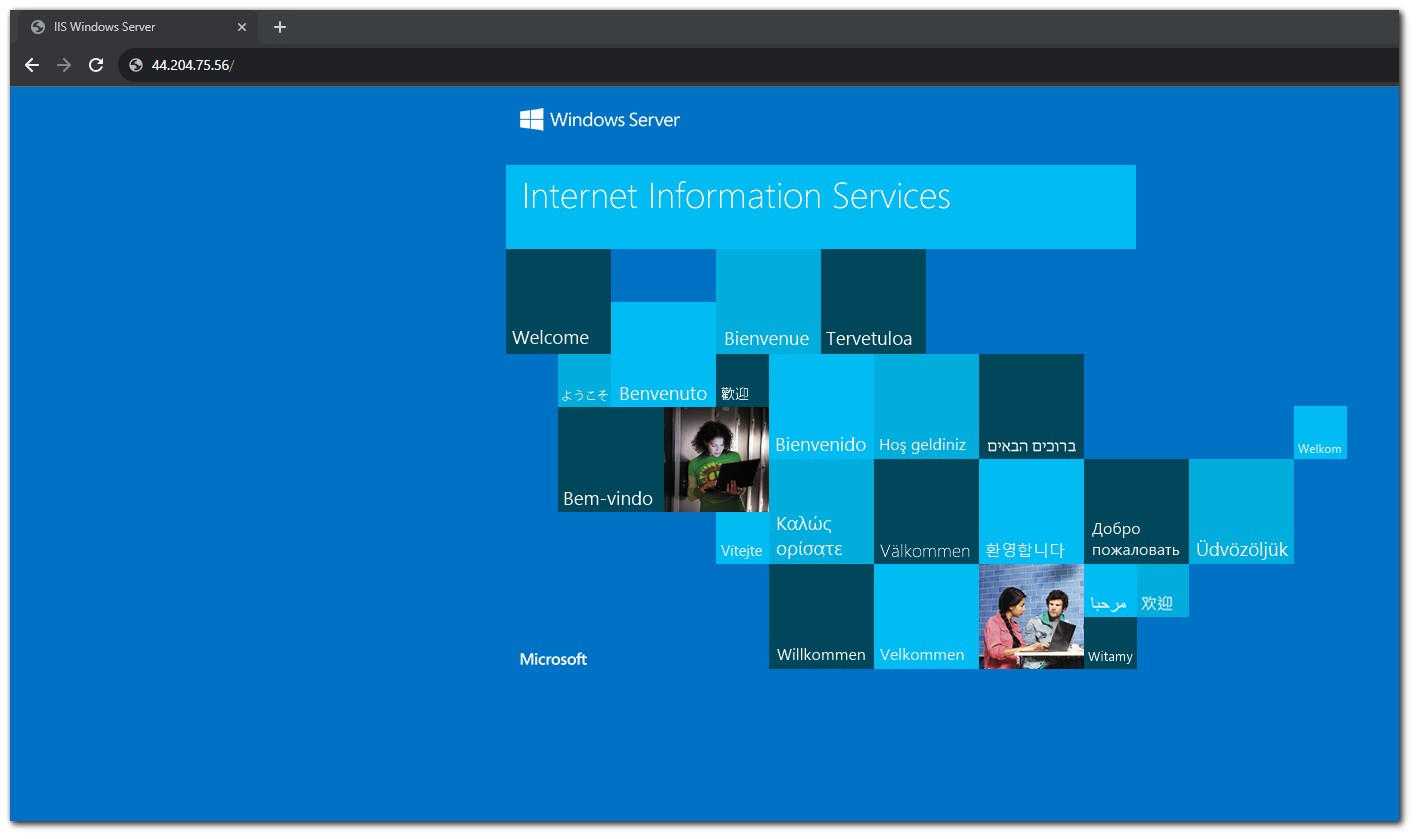 IIS Windows Server
44.204.75.56/
Windows Server
Internet Information Services
Welcome
Bienvenue
Tervetuloa
ようこそ
Benvenuto
歡迎
Bienvenido
Hoş geldiniz
ברוכים הבאים
Welkom
Bem-vindo
Vítejte
Καλώς
ορίσατε
Välkommen
환영합니다
Добро
пожаловать
Üdvözöljük
مرحبا
欢迎
Microsoft
Willkommen
Velkommen
Witamy